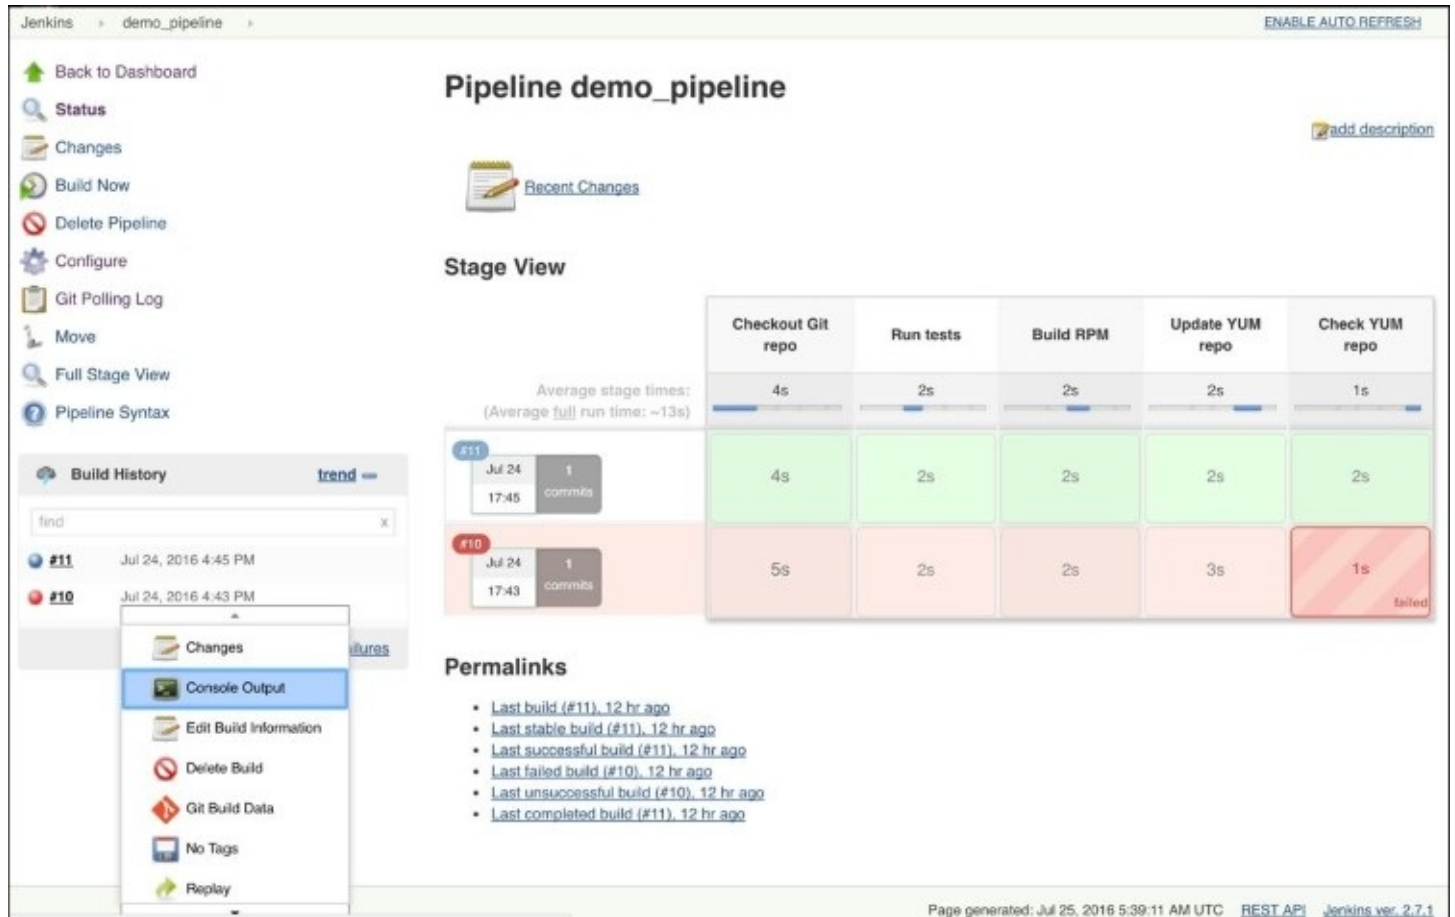 Jenkins demo_pipeline
ENABLE AUTO REFRESH
Back to Dashboard
Status
Changes
Build Now
Delete Pipeline
Configure
Git Polling Log
Move
Full Stage View
Pipeline Syntax
Build History trend
find x
#11 Jul 24, 2016 4:45 PM
#10 Jul 24, 2016 4:43 PM
ilures
Changes
Console Output
Edit Build Information
Delete Build
Git Build Data
No Tags
Replay
Pipeline demo_pipeline
add description
Recent Changes
Stage View
Checkout Git
repo
Run tests
Build RPM
Update YUM
repo
Check YUM
repo
Average stage times:
(Average full run time: ~13s)
4s 2s 2s 2s 1s
#11
Jul 24
17:45
1
commits
4s 2s 2s 2s 2s
#10
Jul 24
17:43
1
commits
5s 2s 2s 3s 1s
failed
Permalinks
Last build (#11), 12 hr ago
Last stable build (#11), 12 hr ago
Last successful build (#11), 12 hr ago
Last failed build (#10), 12 hr ago
Last unsuccessful build (#10), 12 hr ago
Last completed build (#11), 12 hr ago
Page generated: Jul 25, 2016 5:39:11 AM UTC REST API Jenkins ver. 2.7.1